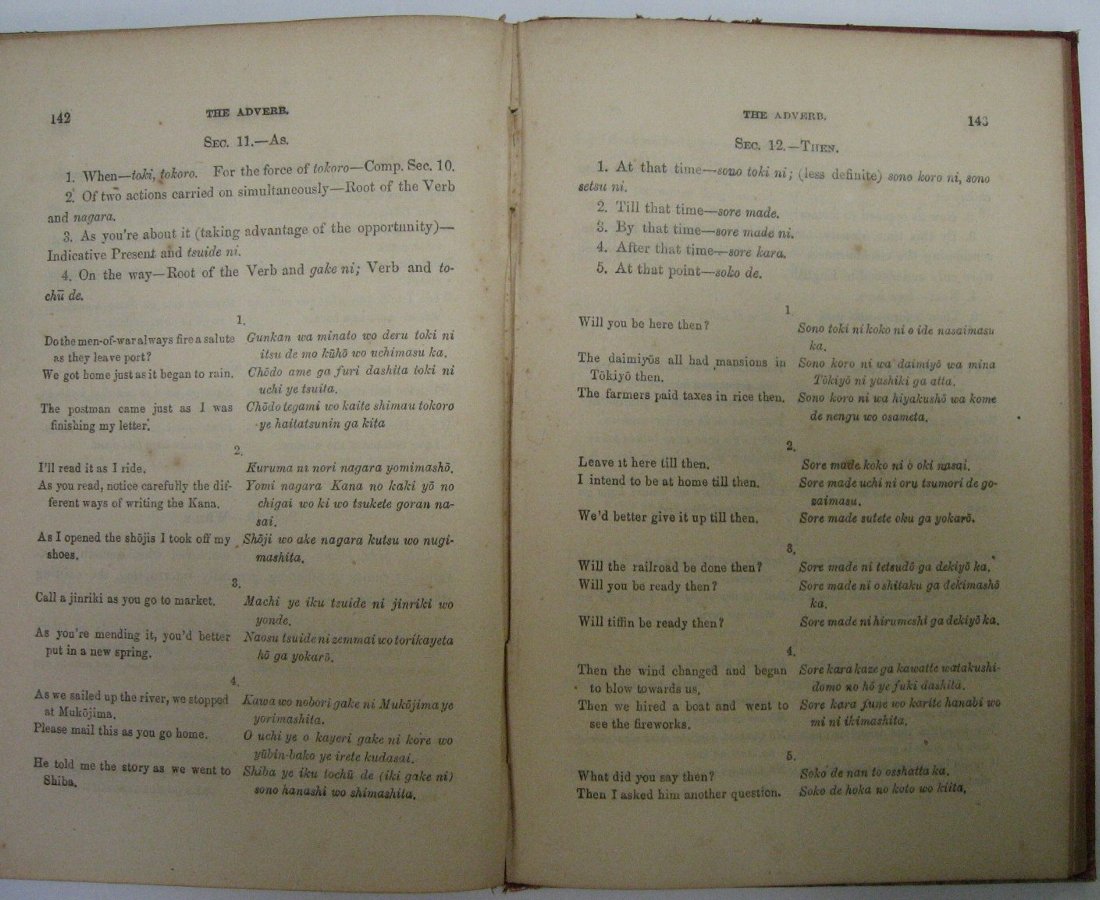 142
THE ADVERB.
SEC. 11.—AS.
1. When—toki, tokoro. For the force of tokoro—Comp. Sec. 10.
2. Of two actions carried on simultaneously—Root of the Verb
and nagara.
3. As you're about it (taking advantage of the opportunity)—
Indicative Present and tsuide ni.
4. On the way—Root of the Verb and gake ni; Verb and to-
chū de.
1.
Do the men-of-war always fire a salute
as they leave port?
Gunkan wa minato wo deru toki ni
itsu de mo kūhō wo uchimasu ka.
We got home just as it began to rain.
Chōdo ame ga furi dashita toki ni
uchi ye tsuita.
The postman came just as I was
finishing my letter.
Chōdo tegami wo kaite shimau tokoro
ye haitatsunin ga kita
2.
I'll read it as I ride.
Kuruma ni nori nagara yomimashō.
As you read, notice carefully the dif-
ferent ways of writing the Kana.
Yomi nagara Kana no kaki yō no
chigai wo ki wo tsukete goran na-
sai.
As I opened the shōjis I took off my
shoes.
Shōji wo ake nagara kutsu wo nugi-
mashita.
3.
Call a jinriki as you go to market.
Machi ye iku tsuide ni jinriki wo
yonde.
As you're mending it, you'd better
put in a new spring.
Naosu tsuide ni zemmai wo torikayeta
hō ga yokarō.
4.
As we sailed up the river, we stopped
at Mukōjima.
Kawa wo nobori gake ni Mukōjima ye
yorimashita.
Please mail this as you go home.
O uchi ye o kayeri gake ni kore wo
yūbin-bako ye irete kudasai.
He told me the story as we went to
Shiba.
Shiba ye iku tochū de (iki gake ni)
sono hanashi wo shimashita.
THE ADVERB.
143
SEC. 12.—THEN.
1. At that time—sono toki ni; (less definite) sono koro ni, sono
setsu ni.
2. Till that time—sore made.
3. By that time—sore made ni.
4. After that time—sore kara.
5. At that point—soko de.
1
Will you be here then?
Sono toki ni koko ni o ide nasaimasu
ka.
The daimiyōs all had mansions in
Tōkiyō then.
Sono koro ni wa daimiyō wa mina
Tōkiyō ni yashiki ga atta.
The farmers paid taxes in rice then.
Sono koro ni wa hiyakushō wa kome
de nengu wo osameta.
2.
Leave it here till then.
Sore made koko ni o oki nasai.
I intend to be at home till then.
Sore made uchi ni oru tsumori de go-
zaimasu.
We'd better give it up till then.
Sore made sutete oku ga yokarō.
3.
Will the railroad be done then?
Sore made ni tetsudō ga dekiyō ka.
Will you be ready then?
Sore made ni o shitaku ga dekimashō
ka.
Will tiffin be ready then?
Sore made ni hirumeshi ga dekiyō ka.
4.
Then the wind changed and began
to blow towards us.
Sore kara kaze ga kawatte watakushi-
domo no hō ye fuki dashita.
Then we hired a boat and went to
see the fireworks.
Sore kara fune wo karite hanabi wo
mi ni ikimashita.
5.
What did you say then?
Soko de nan to osshatta ka.
Then I asked him another question.
Soko de hoka no koto wo kiita.